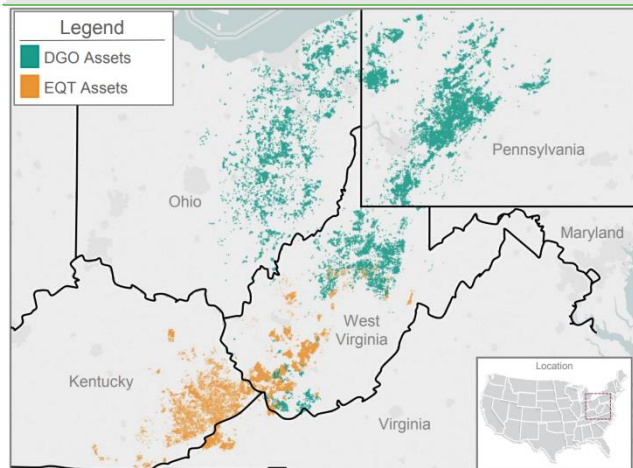 Legend
DGO Assets
EQT Assets
Pennsylvania
Ohio
Maryland
West
Virginia
Kentucky
Virginia
Location